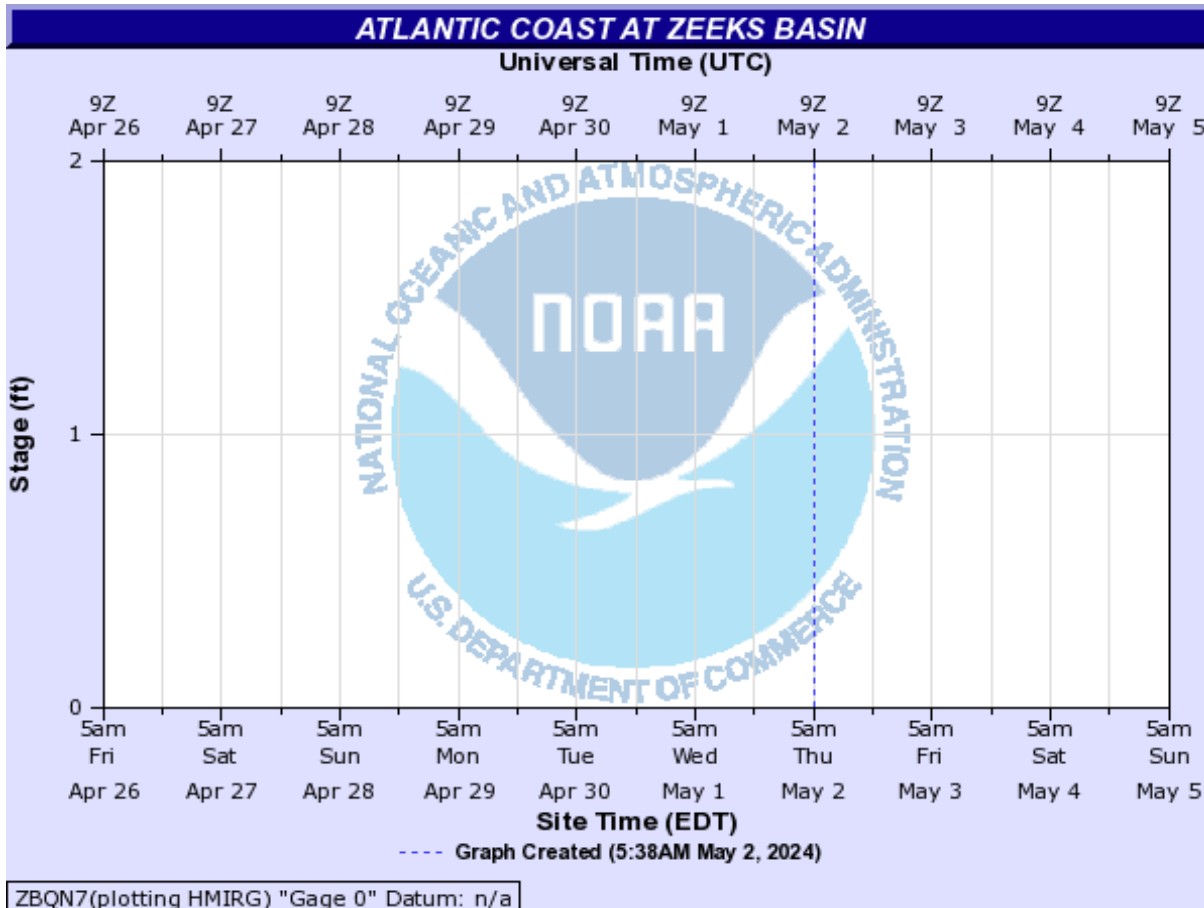 ATLANTIC COAST AT ZEEKS BASIN
Universal Time (UTC)
9Z 9Z 9Z 9Z 9Z 9Z 9Z 9Z 9Z 9Z
Apr 26 Apr 27 Apr 28 Apr 29 Apr 30 May 1 May 2 May 3 May 4 May 5
2
NATIONAL OCEANIC AND ATMOSPHERIC ADMINISTRATION
NOAA
Stage (ft)
1
U.S. DEPARTMENT OF COMMERCE
0
5am 5am 5am 5am 5am 5am 5am 5am 5am 5am
Fri Sat Sun Mon Tue Wed Thu Fri Sat Sun
Apr 26 Apr 27 Apr 28 Apr 29 Apr 30 May 1 May 2 May 3 May 4 May 5
Site Time (EDT)
---- Graph Created (5:38AM May 2, 2024)
ZBQN7(plotting HMIRG) "Gage 0" Datum: n/a